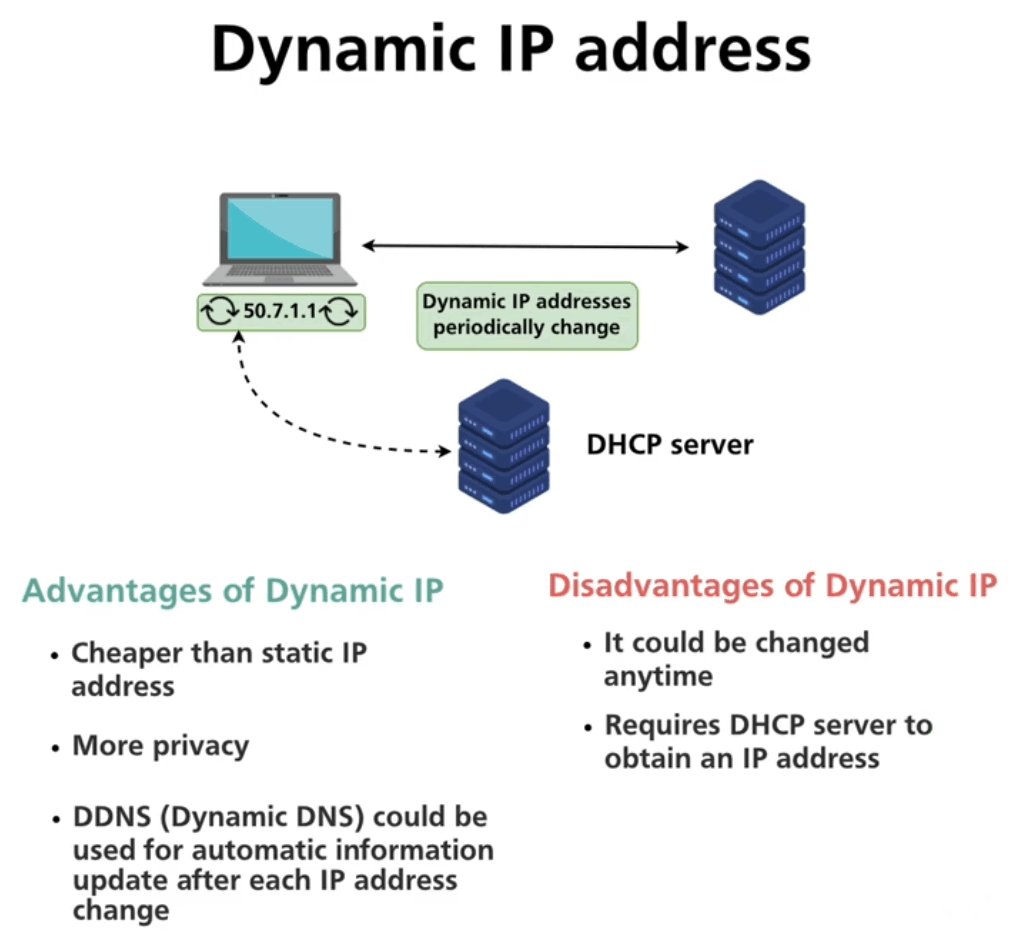 Dynamic IP address
50.7.1.1
Dynamic IP addresses
periodically change
DHCP server
Advantages of Dynamic IP
• Cheaper than static IP
address
• More privacy
• DDNS (Dynamic DNS) could be
used for automatic information
update after each IP address
change
Disadvantages of Dynamic IP
• It could be changed
anytime
• Requires DHCP server to
obtain an IP address